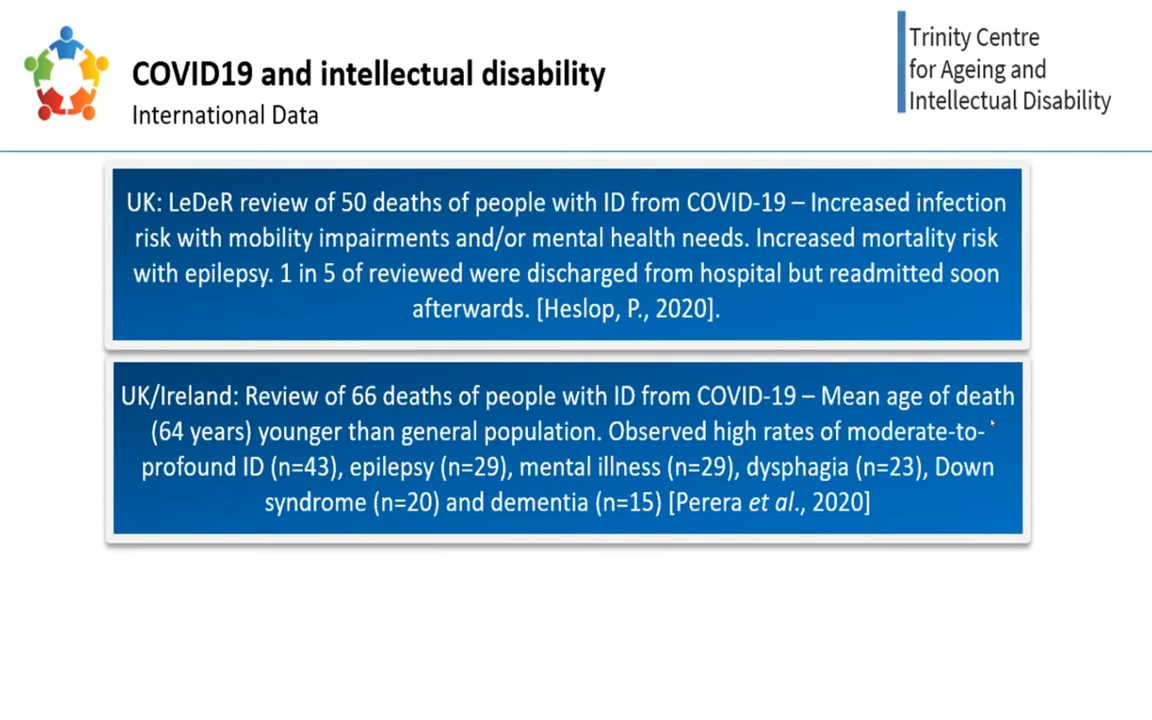 COVID19 and intellectual disability
International Data
Trinity Centre
for Ageing and
Intellectual Disability
UK: LeDeR review of 50 deaths of people with ID from COVID-19 – Increased infection
risk with mobility impairments and/or mental health needs. Increased mortality risk
with epilepsy. 1 in 5 of reviewed were discharged from hospital but readmitted soon
afterwards. [Heslop, P., 2020].
UK/Ireland: Review of 66 deaths of people with ID from COVID-19 – Mean age of death
(64 years) younger than general population. Observed high rates of moderate-to-
profound ID (n=43), epilepsy (n=29), mental illness (n=29), dysphagia (n=23), Down
syndrome (n=20) and dementia (n=15) [Perera et al., 2020]